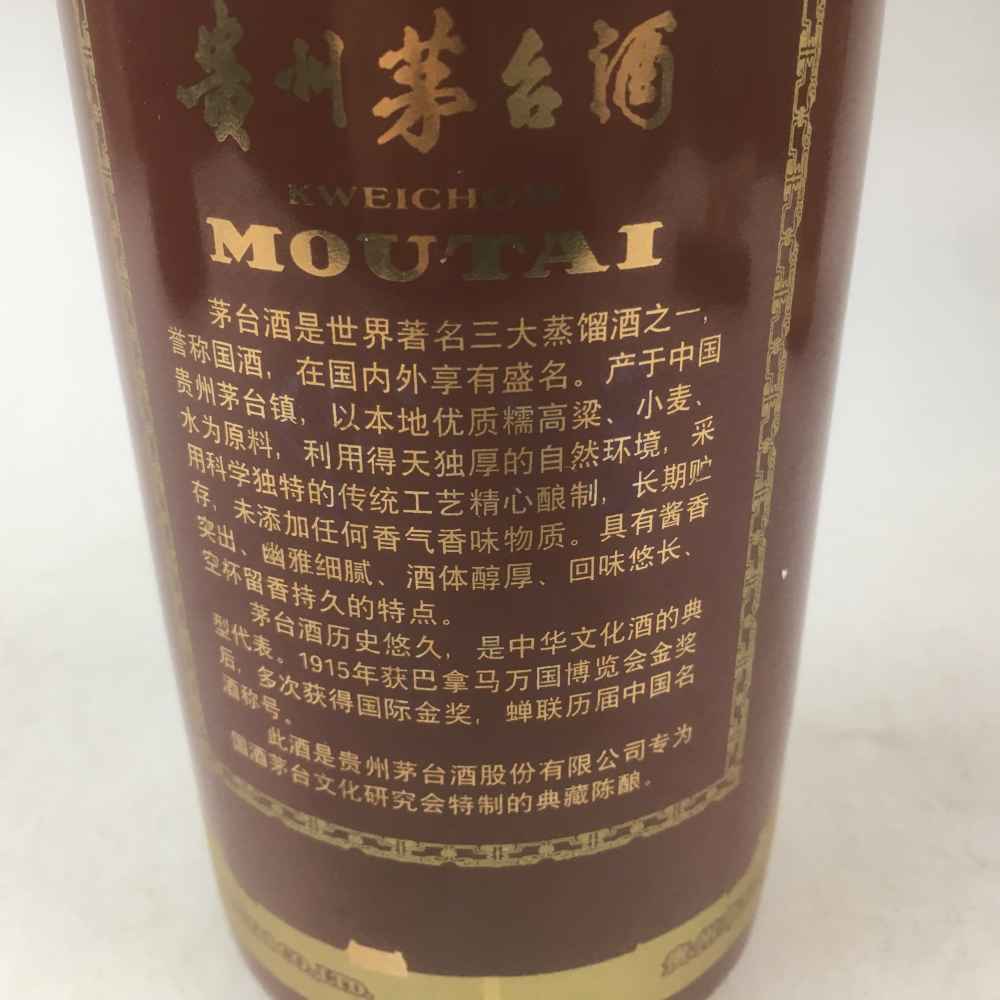 贵州茅台酒
KWEICHOW
MOUTAI
茅台酒是世界著名三大蒸馏酒之一,
誉称国酒,在国内外享有盛名。产于中国
贵州茅台镇,以本地优质糯高粱、小麦、
水为原料,利用得天独厚的自然环境,采
用科学独特的传统工艺精心酿制,长期贮
存,未添加任何香气香味物质。具有酱香
突出、幽雅细腻、酒体醇厚、回味悠长、
空杯留香持久的特点。
茅台酒历史悠久,是中华文化酒的典
型代表。1915年获巴拿马万国博览会金奖
后,多次获得国际金奖,蝉联历届中国名
酒称号。
此酒是贵州茅台酒股份有限公司专为
国酒茅台文化研究会特制的典藏陈酿。
CO.,LTD.